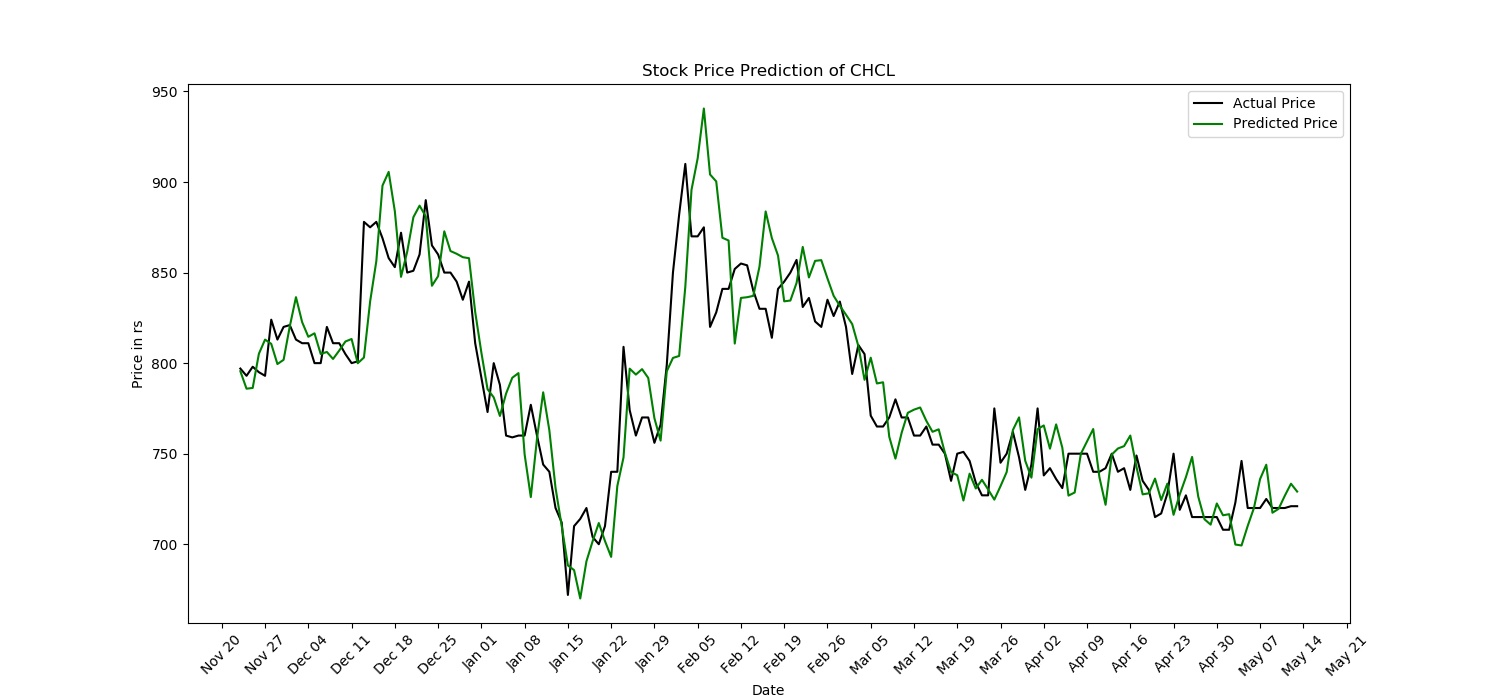 Stock Price Prediction of CHCL
Actual Price
Predicted Price
Price in rs
950
900
850
800
750
700
Nov 20
Nov 27
Dec 04
Dec 11
Dec 18
Dec 25
Jan 01
Jan 08
Jan 15
Jan 22
Jan 29
Feb 05
Feb 12
Feb 19
Feb 26
Mar 05
Mar 12
Mar 19
Mar 26
Apr 02
Apr 09
Apr 16
Apr 23
Apr 30
May 07
May 14
May 21
Date